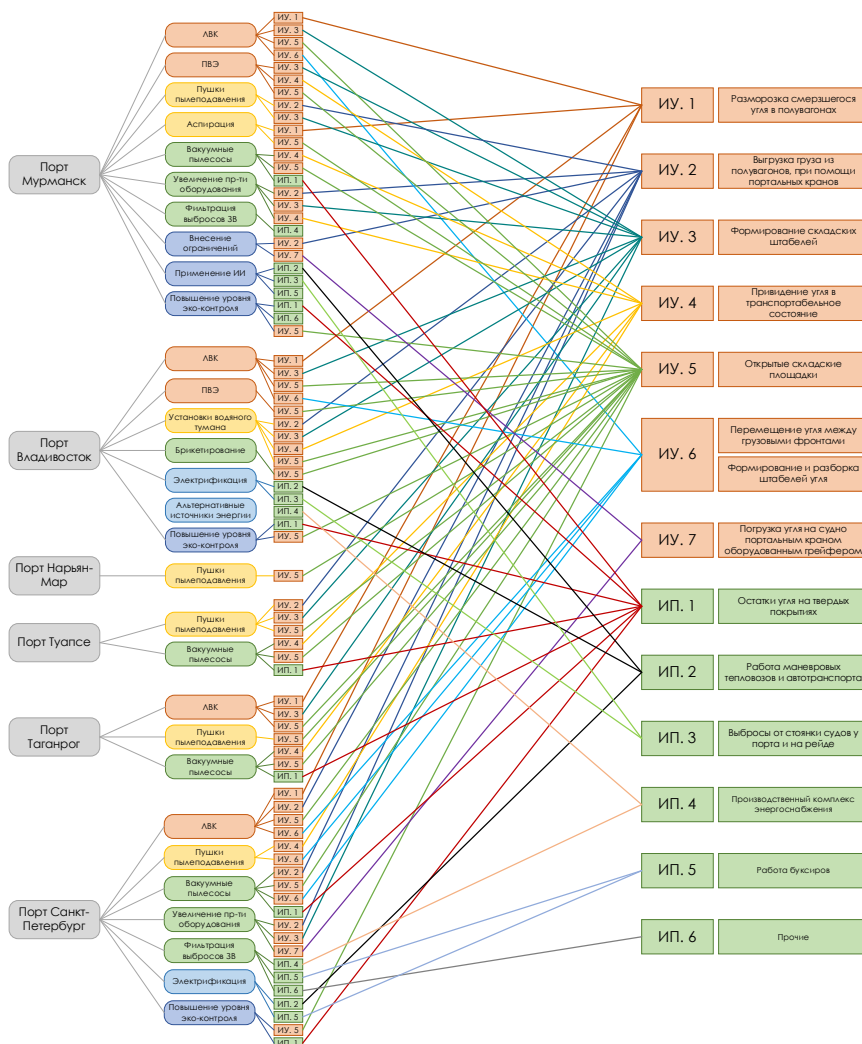 Порт
Мурманск
ЛВК
ПВЭ
Пушки
пылеподавления
Аспирация
Вакуумные
пылесосы
Увеличение пр-ти
оборудования
Фильтрация
выбросов ЗВ
Внесение
ограничений
Применение ИИ
Повышение уровня
эко-контроля
ИУ. 1
ИУ. 3
ИУ. 5
ИУ. 6
ИУ. 3
ИУ. 4
ИУ. 5
ИУ. 2
ИУ. 3
ИУ. 1
ИУ. 5
ИУ. 4
ИУ. 5
ИП. 1
ИУ. 2
ИУ. 3
ИУ. 4
ИП. 4
ИУ. 2
ИУ. 7
ИП. 2
ИП. 3
ИП. 5
ИП. 1
ИП. 6
ИУ. 5
Порт
Владивосток
ЛВК
ПВЭ
Установки водяного
тумана
Брикетирование
Электрификация
Альтернативные
источники энергии
Повышение уровня
эко-контроля
ИУ. 1
ИУ. 3
ИУ. 5
ИУ. 6
ИУ. 5
ИУ. 2
ИУ. 3
ИУ. 4
ИУ. 5
ИУ. 5
ИП. 2
ИП. 3
ИП. 4
ИП. 1
ИУ. 5
Порт Нарьян-
Мар
Пушки
пылеподавления
ИУ. 5
Порт Туапсе
Пушки
пылеподавления
Вакуумные
пылесосы
ИУ. 2
ИУ. 3
ИУ. 5
ИУ. 4
ИУ. 5
ИП. 1
Порт
Таганрог
ЛВК
Пушки
пылеподавления
Вакуумные
пылесосы
ИУ. 1
ИУ. 3
ИУ. 5
ИУ. 5
ИУ. 4
ИУ. 5
ИП. 1
Порт Санкт-
Петербург
ЛВК
Пушки
пылеподавления
Вакуумные
пылесосы
Увеличение пр-ти
оборудования
Фильтрация
выбросов ЗВ
Электрификация
Повышение уровня
эко-контроля
ИУ. 1
ИУ. 2
ИУ. 5
ИУ. 6
ИУ. 4
ИУ. 6
ИУ. 2
ИУ. 5
ИУ. 6
ИП. 1
ИУ. 2
ИУ. 3
ИУ. 7
ИП. 4
ИП. 5
ИП. 6
ИП. 2
ИП. 5
ИУ. 5
ИП. 1
ИУ. 1
Разморозка смерзшегося
угля в полувагонах
ИУ. 2
Выгрузка груза из
полувагонов, при помощи
портальных кранов
ИУ. 3
Формирование складских
штабелей
ИУ. 4
Привидение угля в
транспортабельное
состояние
ИУ. 5
Открытые складские
площадки
ИУ. 6
Перемещение угля между
грузовыми фронтами
Формирование и разборка
штабелей угля
ИУ. 7
Погрузка угля на судно
портальным краном
оборудованным грейфером
ИП. 1
Остатки угля на твердых
покрытиях
ИП. 2
Работа маневровых
тепловозов и автотранспорта
ИП. 3
Выбросы от стоянки судов у
порта и на рейде
ИП. 4
Производственный комплекс
энергоснабжения
ИП. 5
Работа буксиров
ИП. 6
Прочие